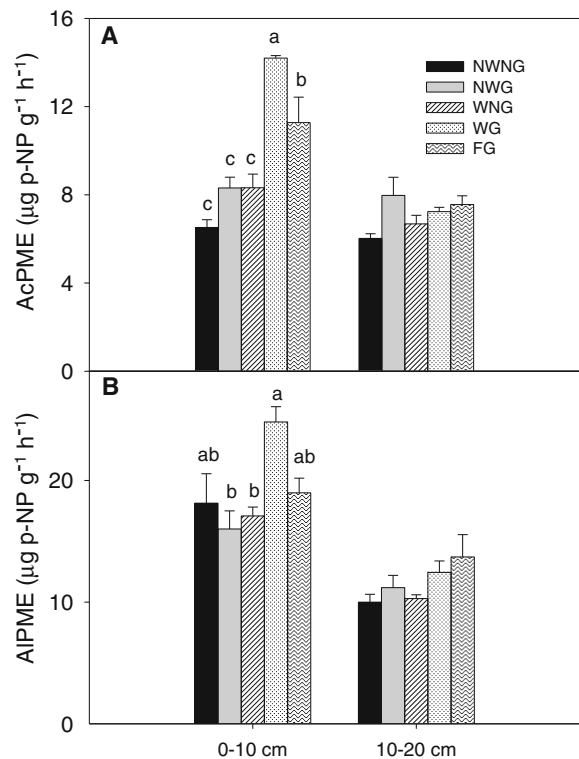 A
AcPME (µg p-NP g⁻¹ h⁻¹)
16
12
8
4
0
NWNG
NWG
WNG
WG
FG
c
c
c
a
b
B
AlPME (µg p-NP g⁻¹ h⁻¹)
20
10
0
ab
b
b
a
ab
0-10 cm
10-20 cm